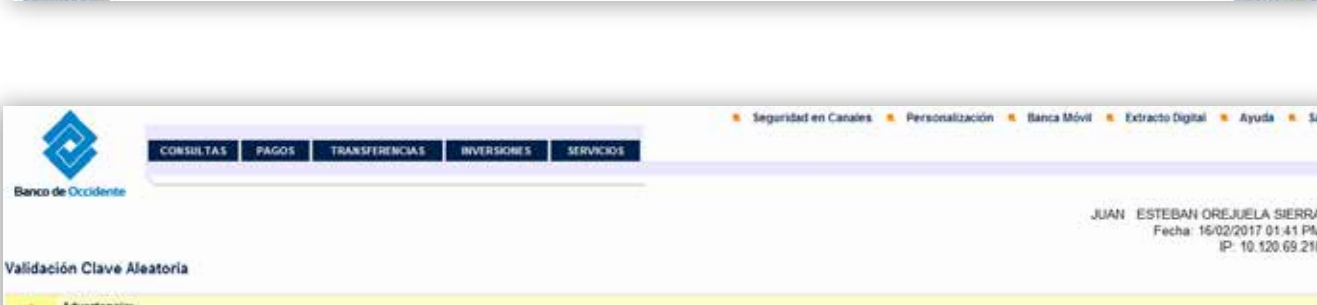 Seguridad en Canales Personalización Banca Móvil Extracto Digital Ayuda
CONSULTAS PAGOS TRANSFERENCIAS INVERSIONES SERVICIOS
Banco de Occidente
JUAN ESTEBAN OREJUELA SIERRA
Fecha: 16/02/2017 01:41 PM
IP: 10.120.69.210
Validación Clave Aleatoria